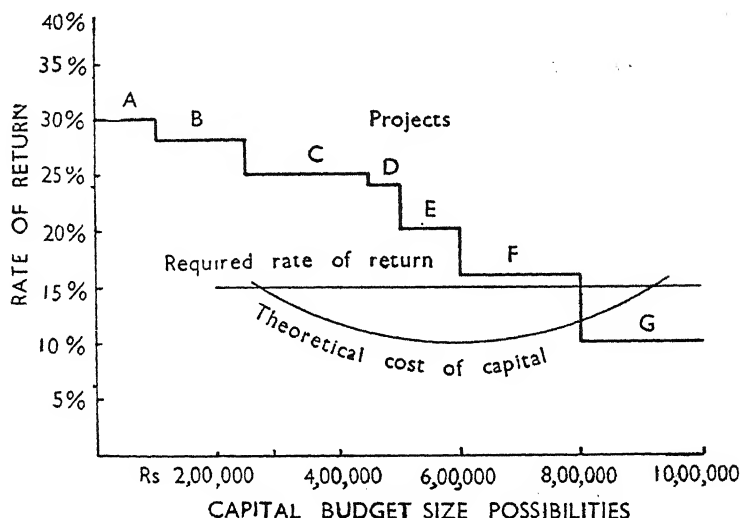 40%
35%
30%
25%
20%
15%
10%
5%
RATE OF RETURN
A
B
Projects
C
D
E
F
Required rate of return
Theoretical cost of capital
G
Rs 2,00,000 4,00,000 6,00,000 8,00,000 10,00,000
CAPITAL BUDGET SIZE POSSIBILITIES